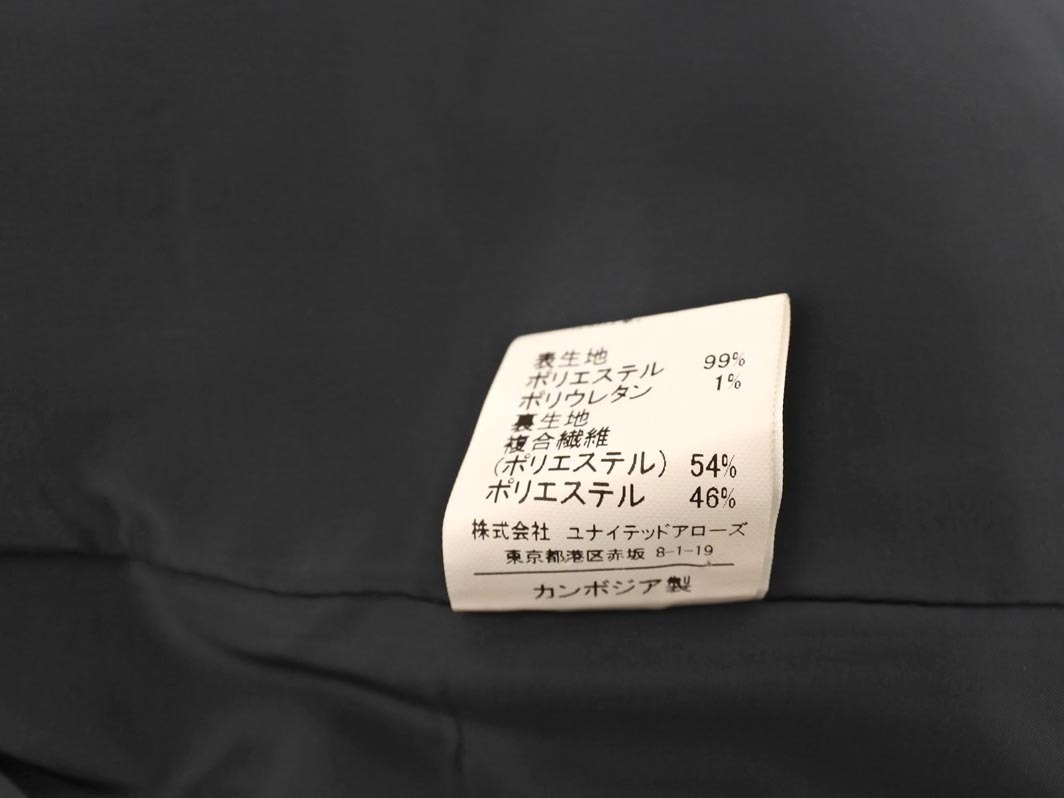 表生地
ポリエステル 99%
ポリウレタン 1%
裏生地
複合繊維
(ポリエステル) 54%
ポリエステル 46%
株式会社 ユナイテッドアローズ
東京都港区赤坂 8-1-19
カンボジア製